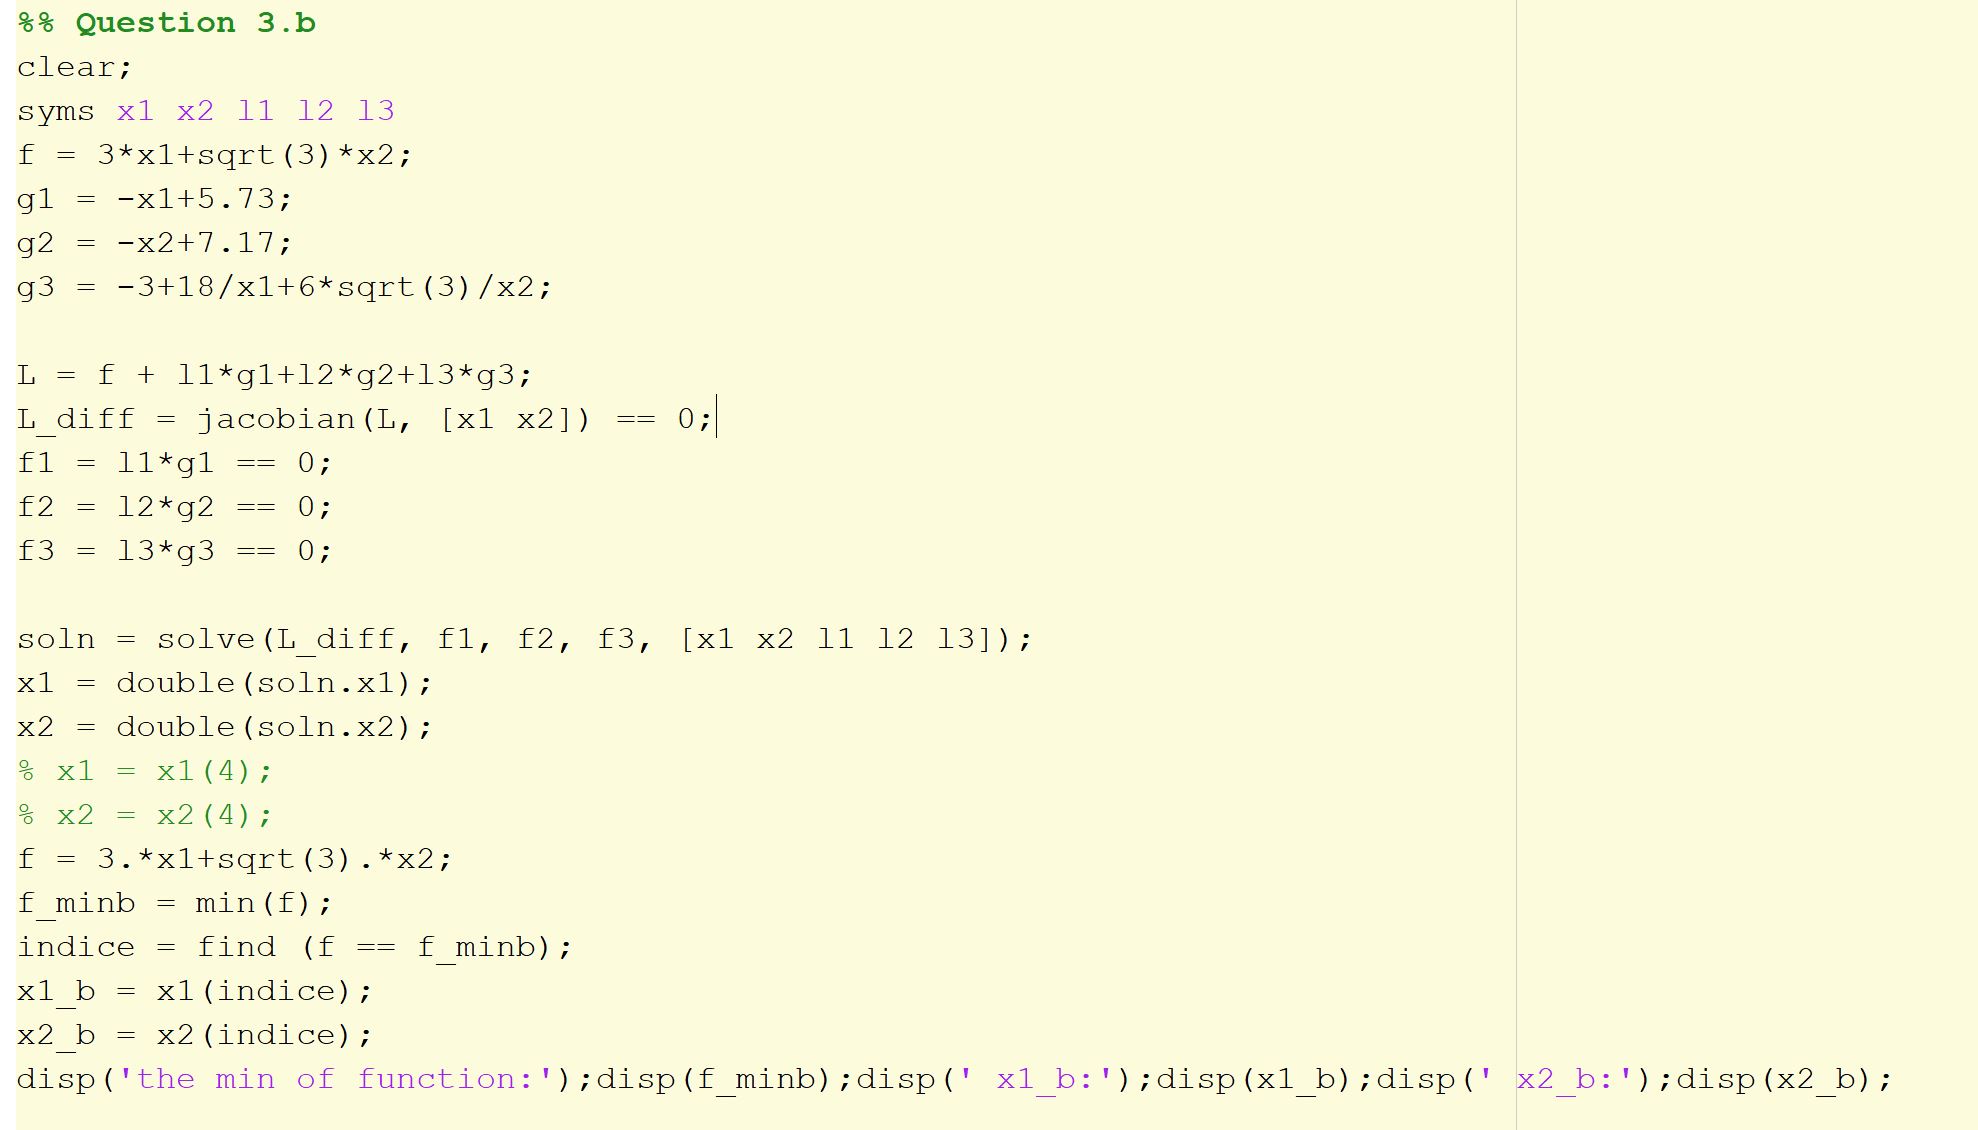 %% Question 3.b
clear;
syms x1 x2 l1 l2 l3
f = 3*x1+sqrt(3)*x2;
g1 = -x1+5.73;
g2 = -x2+7.17;
g3 = -3+18/x1+6*sqrt(3)/x2;
L = f + l1*g1+l2*g2+l3*g3;
L_diff = jacobian(L, [x1 x2]) == 0;
f1 = l1*g1 == 0;
f2 = l2*g2 == 0;
f3 = l3*g3 == 0;
soln = solve(L_diff, f1, f2, f3, [x1 x2 l1 l2 l3]);
x1 = double(soln.x1);
x2 = double(soln.x2);
% x1 = x1(4);
% x2 = x2(4);
f = 3.*x1+sqrt(3).*x2;
f_minb = min(f);
indice = find (f == f_minb);
x1_b = x1(indice);
x2_b = x2(indice);
disp('the min of function:');disp(f_minb);disp(' x1_b:');disp(x1_b);disp(' x2_b:');disp(x2_b);